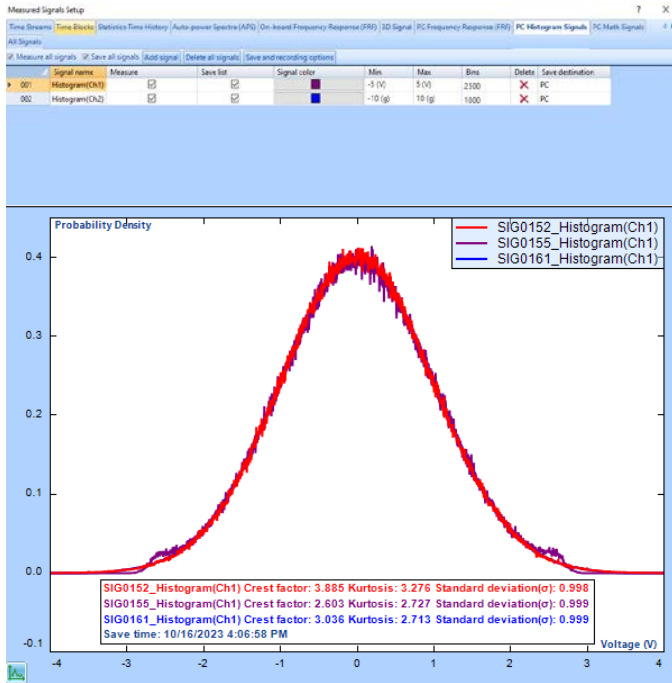 Measured Signals Setup ? X
Time Streams Time Blocks Statistics Time History Auto-power Spectra (APS) On-board Frequency Response (FRF) 3D Signal PC Frequency Response (FRF) PC Histogram Signals PC Math Signals
All Signals
Measure all signals Save all signals Add signal Delete all signals Save and recording options
Signal name Measure Save list Signal color Min Max Bins Delete Save destination
001 Histogram(Ch1) -5 (V) 5 (V) 2500 PC
002 Histogram(Ch2) -10 (g) 10 (g) 1000 PC
Probability Density
SIG0152_Histogram(Ch1)
SIG0155_Histogram(Ch1)
SIG0161_Histogram(Ch1)
0.4
0.3
0.2
0.1
0.0
SIG0152_Histogram(Ch1) Crest factor: 3.885 Kurtosis: 3.276 Standard deviation(σ): 0.998
SIG0155_Histogram(Ch1) Crest factor: 2.603 Kurtosis: 2.727 Standard deviation(σ): 0.999
SIG0161_Histogram(Ch1) Crest factor: 3.036 Kurtosis: 2.713 Standard deviation(σ): 0.999
Save time: 10/16/2023 4:06:58 PM
-0.1 Voltage (V)
-4 -3 -2 -1 0 1 2 3 4